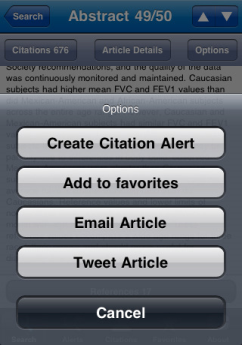 Search
Abstract 49/50
Citations 676
Article Details
Options
Society recommendations, and the quality of the data
was continuously monitored and maintained. Caucasian
subjects had higher mean FVC and FEV1 values than
Options
Create Citation Alert
Add to favorites
Email Article
Tweet Article
Cancel